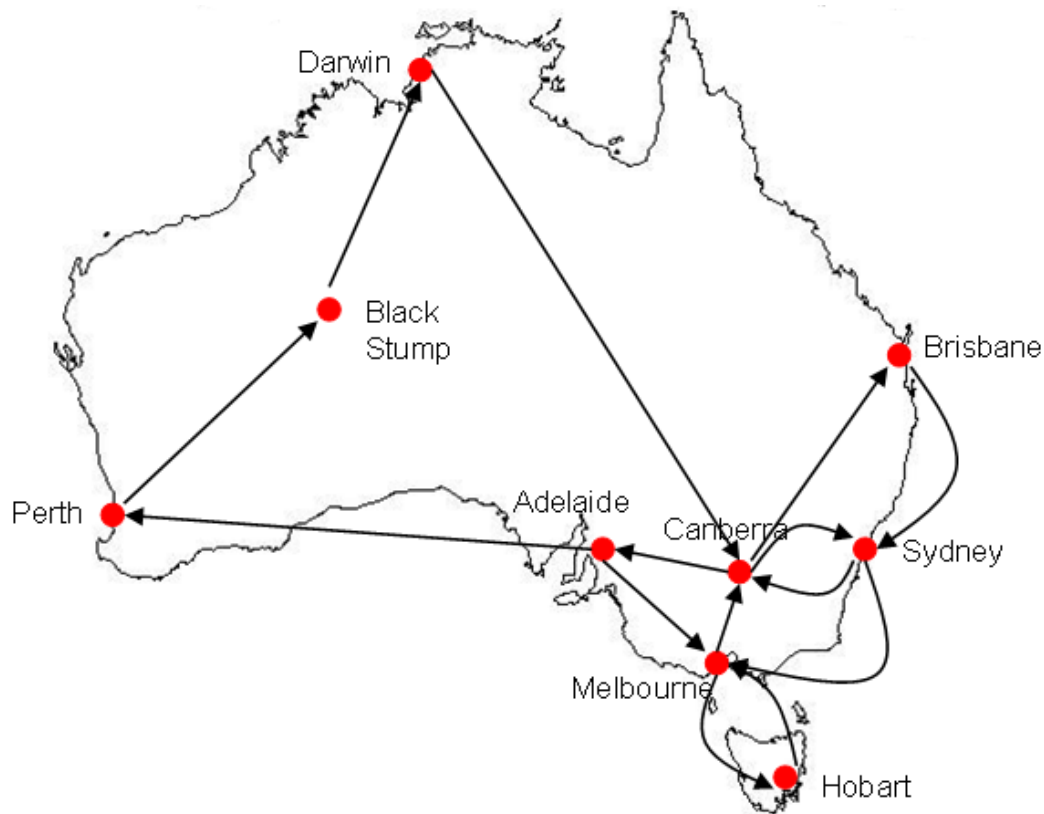 Darwin
Black
Stump
Brisbane
Perth
Adelaide
Canberra
Sydney
Melbourne
Hobart